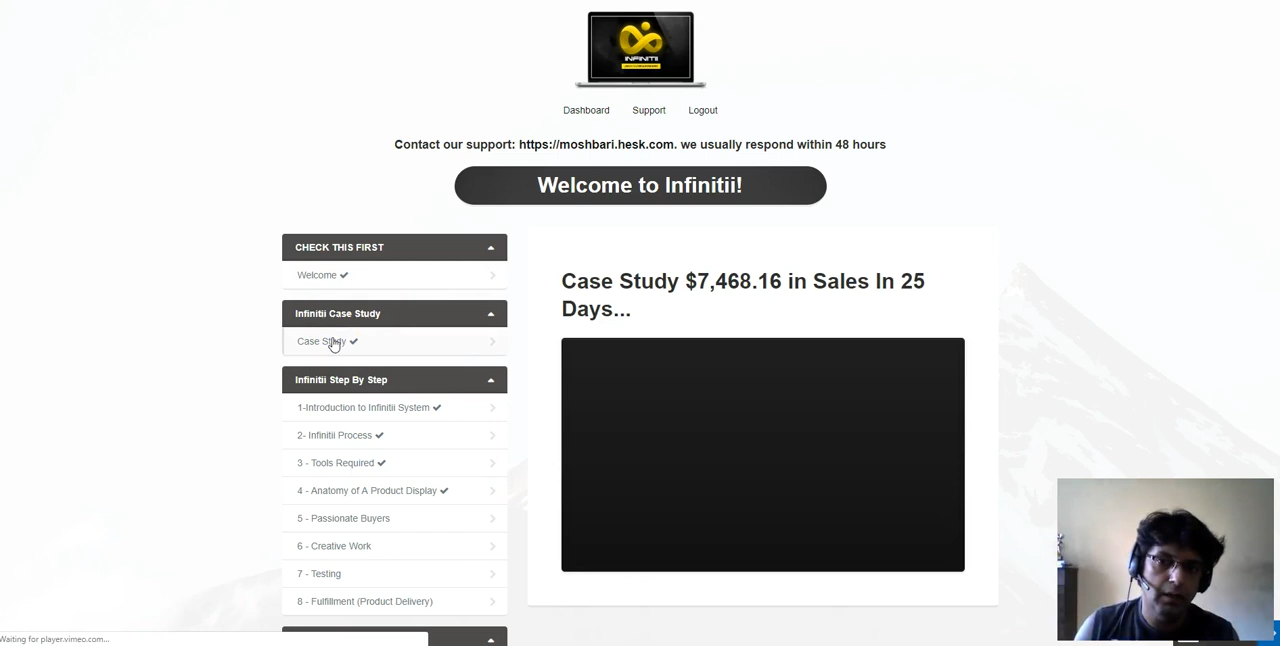 INFINITII
Dashboard Support Logout
Contact our support: https://moshbari.hesk.com. we usually respond within 48 hours
Welcome to Infinitii!
CHECK THIS FIRST
Welcome
Infinitii Case Study
Case Study
Infinitii Step By Step
1-Introduction to Infinitii System
2- Infinitii Process
3 - Tools Required
4 - Anatomy of A Product Display
5 - Passionate Buyers
6 - Creative Work
7 - Testing
8 - Fulfillment (Product Delivery)
Case Study $7,468.16 in Sales In 25
Days...
Waiting for player.vimeo.com...